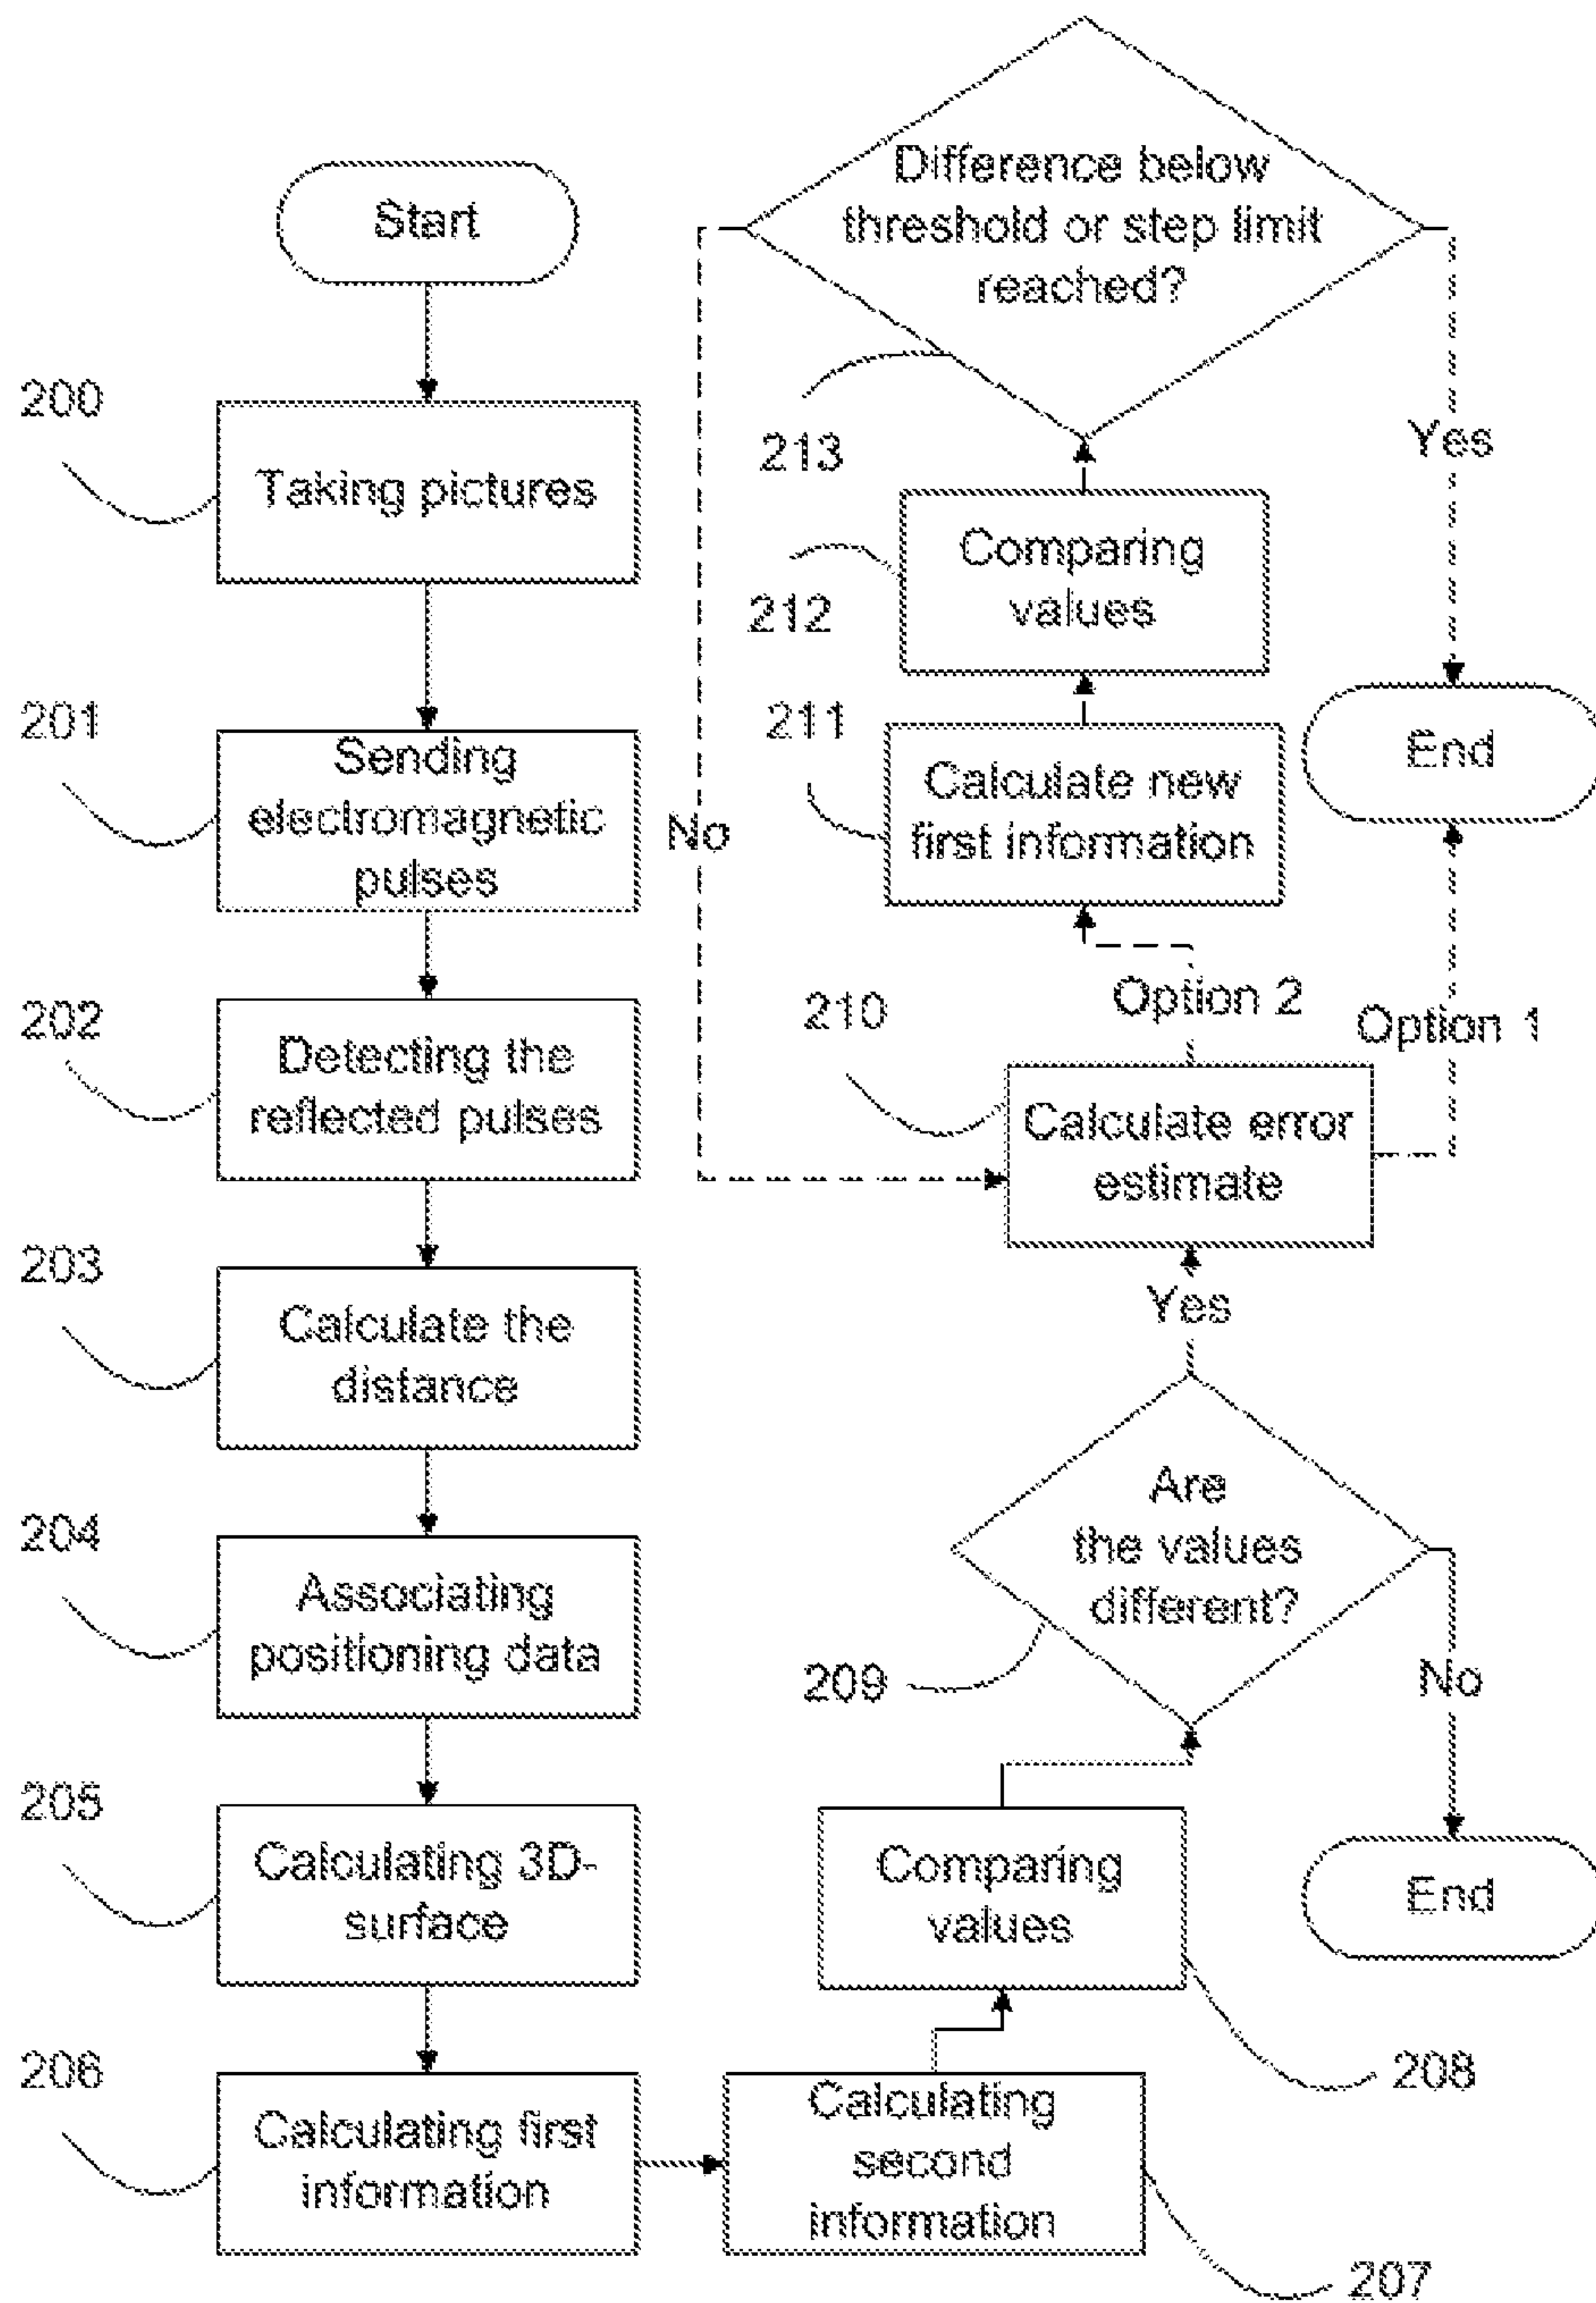 Start
200
Taking pictures
201
Sending
electromagnetic
pulses
202
Detecting the
reflected pulses
203
Calculate the
distance
204
Associating
positioning data
205
Calculating 3D-
surface
206
Calculating first
information
Calculating
second
information
207
Comparing
values
208
Are
the values
different?
209
No
End
Yes
Calculate error
estimate
210
Option 1
Option 2
Calculate new
first information
211
Comparing
values
212
Difference below
threshold or step limit
reached?
213
No
Yes
End